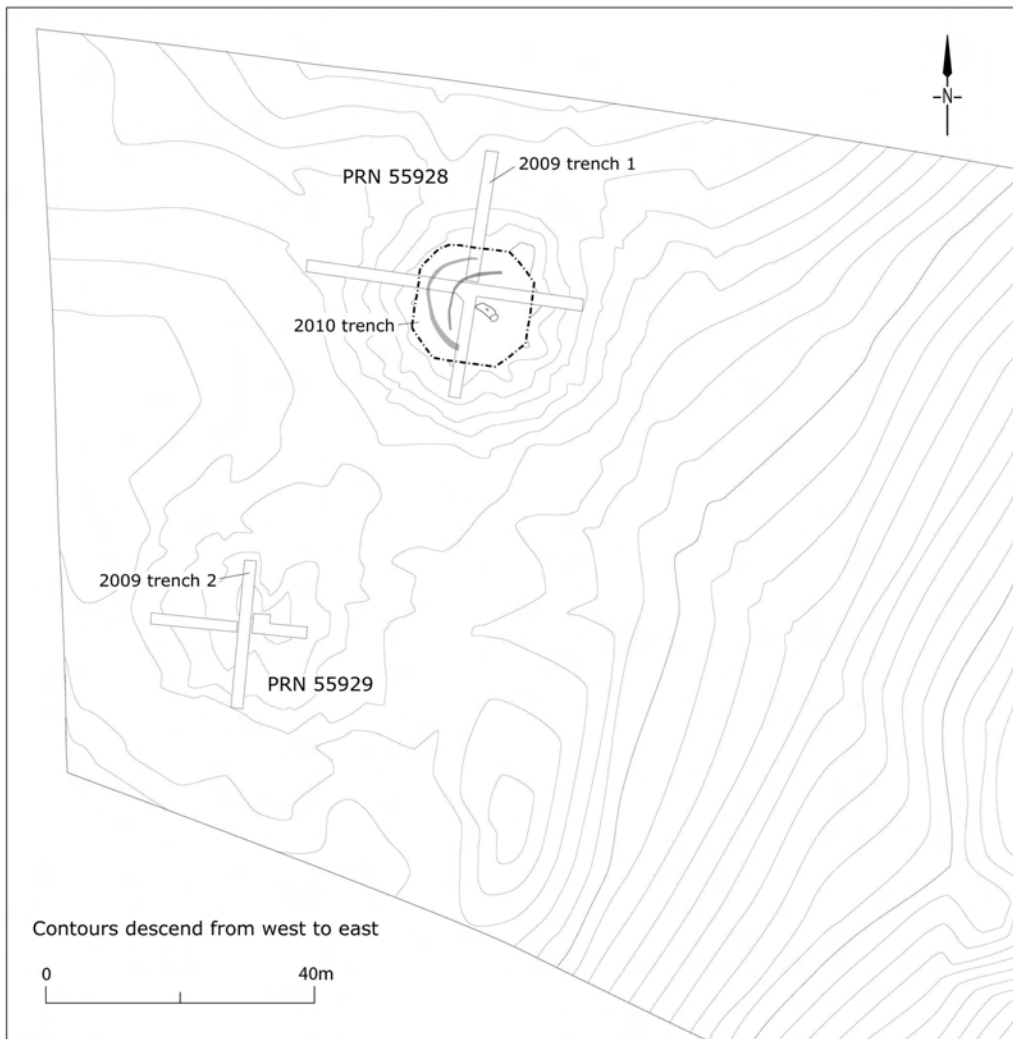 -N-
2009 trench 1
PRN 55928
2010 trench
2009 trench 2
PRN 55929
Contours descend from west to east
0 40m